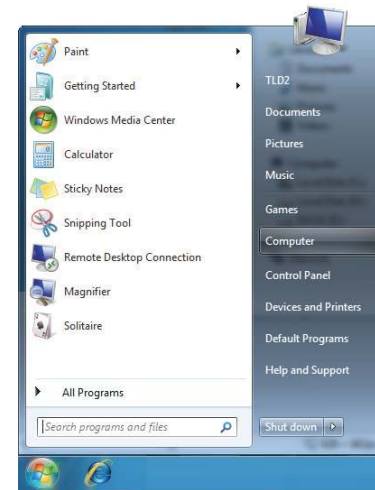 Paint
Getting Started
Windows Media Center
Calculator
Sticky Notes
Snipping Tool
Remote Desktop Connection
Magnifier
Solitaire
All Programs
Search programs and files
TLD2
Documents
Pictures
Music
Games
Computer
Control Panel
Devices and Printers
Default Programs
Help and Support
Shut down